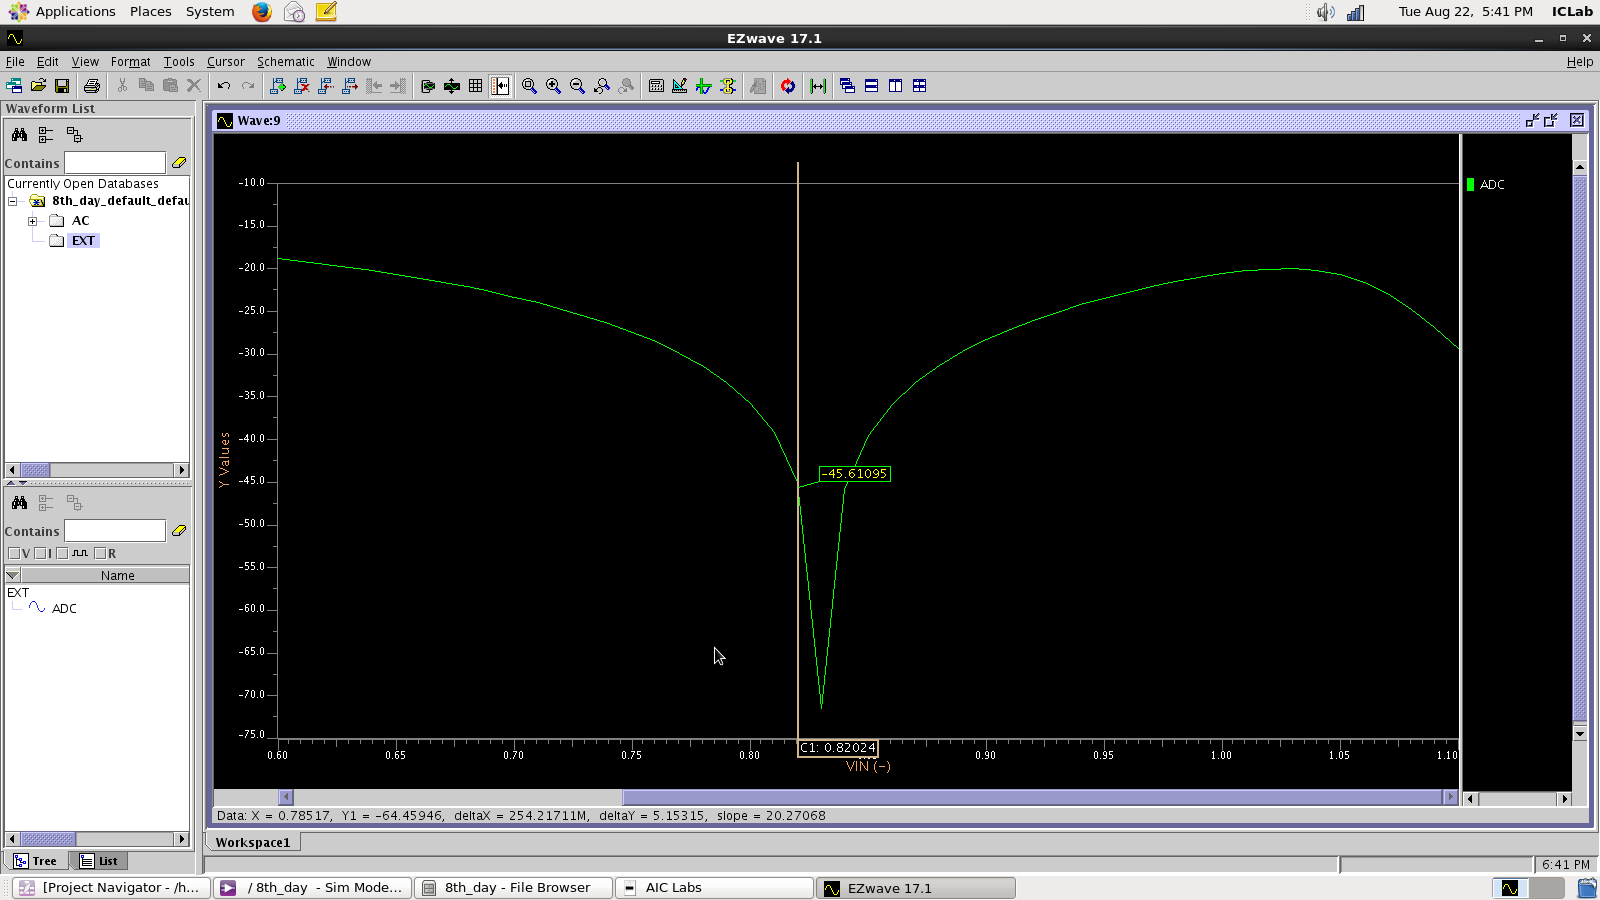 Applications Places System
Tue Aug 22, 5:41 PM ICLab
EZwave 17.1
File Edit View Format Tools Cursor Schematic Window Help
Waveform List
Contains
Currently Open Databases
8th_day_default_defau
AC
EXT
Contains
V I R
Name
EXT
ADC
Tree List
Wave:9
-10.0
-15.0
-20.0
-25.0
-30.0
-35.0
-40.0
-45.0
-50.0
-55.0
-60.0
-65.0
-70.0
-75.0
Y Values
-45.61095
ADC
0.60 0.65 0.70 0.75 0.80 0.90 0.95 1.00 1.05 1.10
C1: 0.82024
VIN (-)
Data: X = 0.78517, Y1 = -64.45946, deltaX = 254.21711M, deltaY = 5.15315, slope = 20.27068
Workspace1
6:41 PM
[Project Navigator - /h... / 8th_day - Sim Mode... 8th_day - File Browser AIC Labs EZwave 17.1